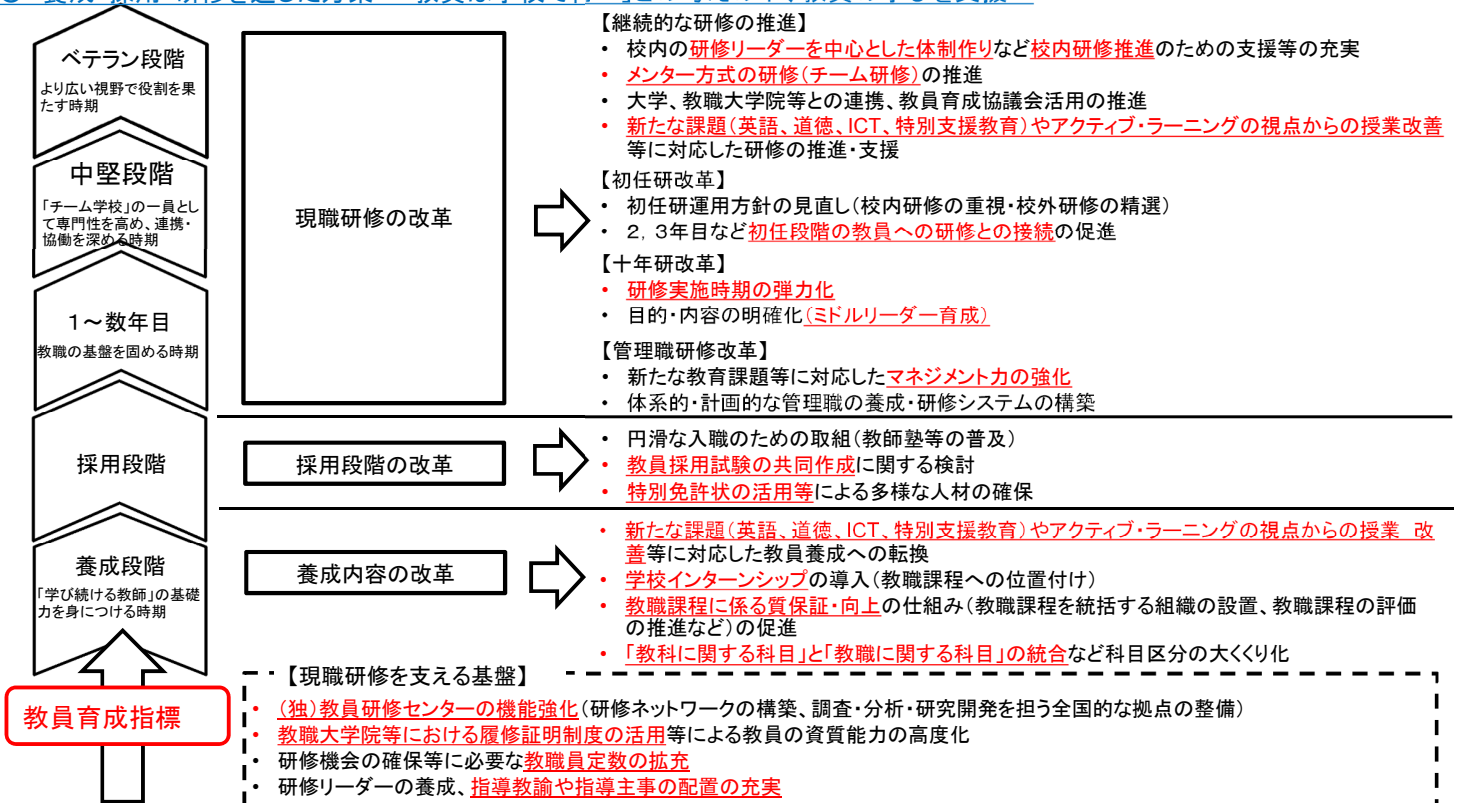 【継続的な研修の推進】
・ 校内の研修リーダーを中心とした体制作りなど校内研修推進のための支援等の充実
・ メンター方式の研修(チーム研修)の推進
・ 大学、教職大学院等との連携、教員育成協議会活用の推進
・ 新たな課題(英語、道徳、ICT、特別支援教育)やアクティブ・ラーニングの視点からの授業改善
等に対応した研修の推進・支援
【初任研改革】
・ 初任研運用方針の見直し(校内研修の重視・校外研修の精選)
・ 2，3年目など初任段階の教員への研修との接続の促進
【十年研改革】
・ 研修実施時期の弾力化
・ 目的・内容の明確化(ミドルリーダー育成)
【管理職研修改革】
・ 新たな教育課題等に対応したマネジメント力の強化
・ 体系的・計画的な管理職の養成・研修システムの構築
現職研修の改革
ベテラン段階
より広い視野で役割を果
たす時期
中堅段階
「チーム学校」の一員とし
て専門性を高め、連携・
協働を深める時期
1～数年目
教職の基盤を固める時期
採用段階
採用段階の改革
・ 円滑な入職のための取組(教師塾等の普及)
・ 教員採用試験の共同作成に関する検討
・ 特別免許状の活用等による多様な人材の確保
養成段階
「学び続ける教師」の基礎
力を身につける時期
養成内容の改革
・ 新たな課題(英語、道徳、ICT、特別支援教育)やアクティブ・ラーニングの視点からの授業 改
善等に対応した教員養成への転換
・ 学校インターンシップの導入(教職課程への位置付け)
・ 教職課程に係る質保証・向上の仕組み(教職課程を統括する組織の設置、教職課程の評価
の推進など)の促進
・ 「教科に関する科目」と「教職に関する科目」の統合など科目区分の大くくり化
教員育成指標
【現職研修を支える基盤】
・ (独)教員研修センターの機能強化(研修ネットワークの構築、調査・分析・研究開発を担う全国的な拠点の整備)
・ 教職大学院等における履修証明制度の活用等による教員の資質能力の高度化
・ 研修機会の確保等に必要な教職員定数の拡充
・ 研修リーダーの養成、指導教諭や指導主事の配置の充実